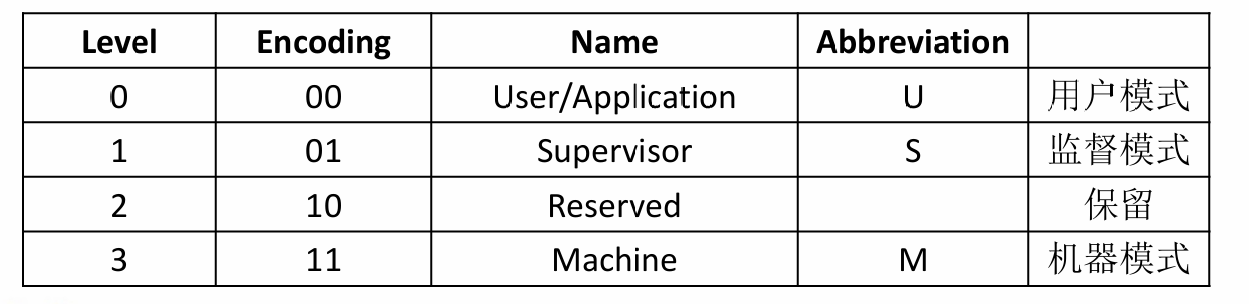 Level Encoding Name Abbreviation
0 00 User/Application U 用户模式
1 01 Supervisor S 监督模式
2 10 Reserved 保留
3 11 Machine M 机器模式